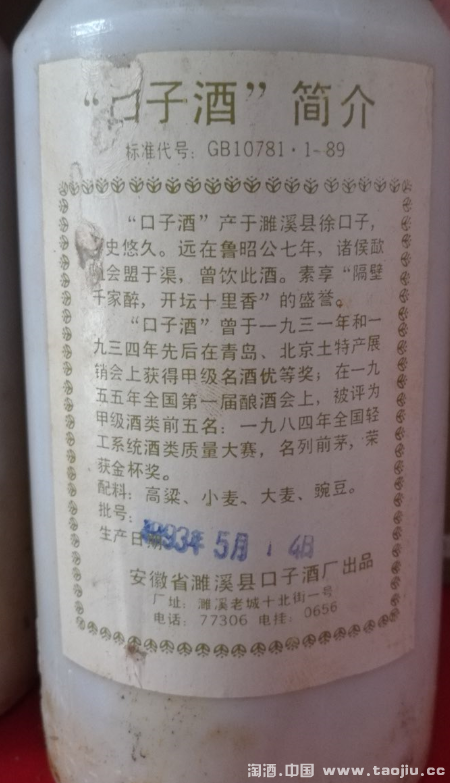 “口子酒”简介
标准代号：GB10781·1-89
“口子酒”产于濉溪县徐口子，
史悠久。远在鲁昭公七年，诸侯歃
会盟于渠，曾饮此酒。素享“隔壁
千家醉，开坛十里香”的盛誉。
“口子酒”曾于一九三一年和一
九三四年先后在青岛、北京土特产展
销会上获得甲级名酒优等奖；在一九
五五年全国第一届酿酒会上，被评为
甲级酒类前五名：一九八四年全国轻
工系统酒类质量大赛，名列前茅，荣
获金杯奖。
配料：高粱、小麦、大麦、豌豆。
批号：
生产日期 1993年 5月 4日
安徽省濉溪县口子酒厂出品
厂址：濉溪老城十北街一号
电话：77306 电挂：0656
淘酒.中国 www.taojiu.cc